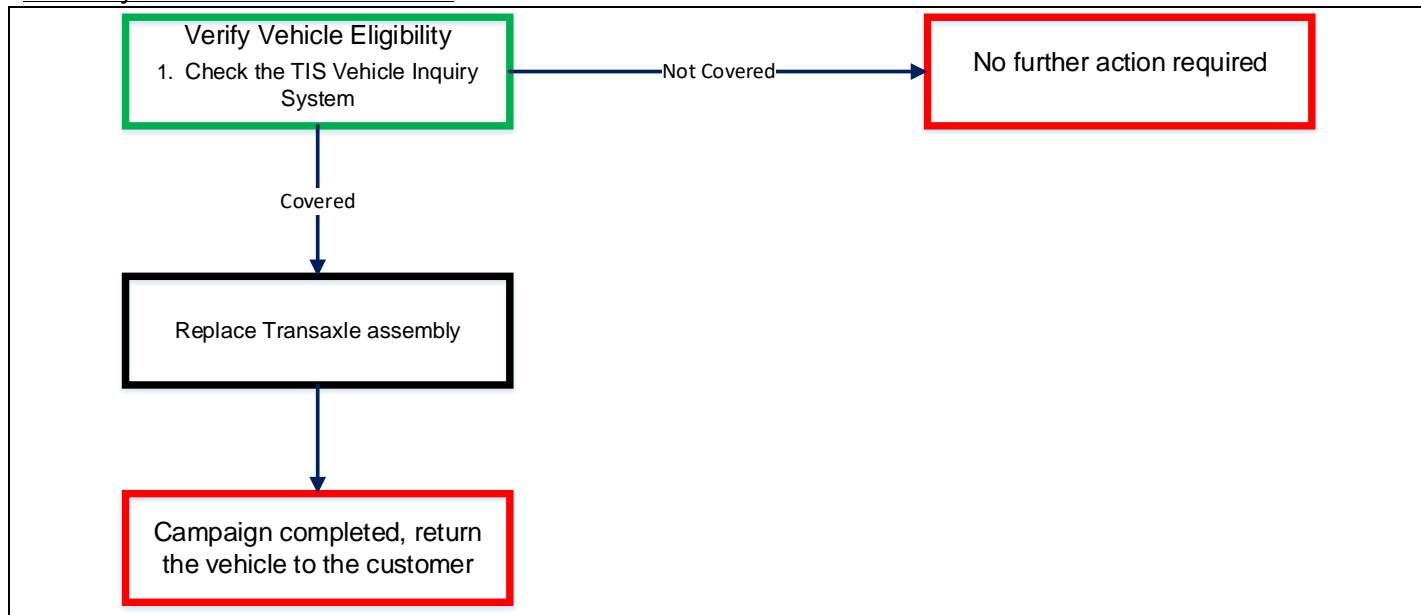 Verify Vehicle Eligibility
1. Check the TIS Vehicle Inquiry
System
Not Covered
No further action required
Covered
Replace Transaxle assembly
Campaign completed, return
the vehicle to the customer